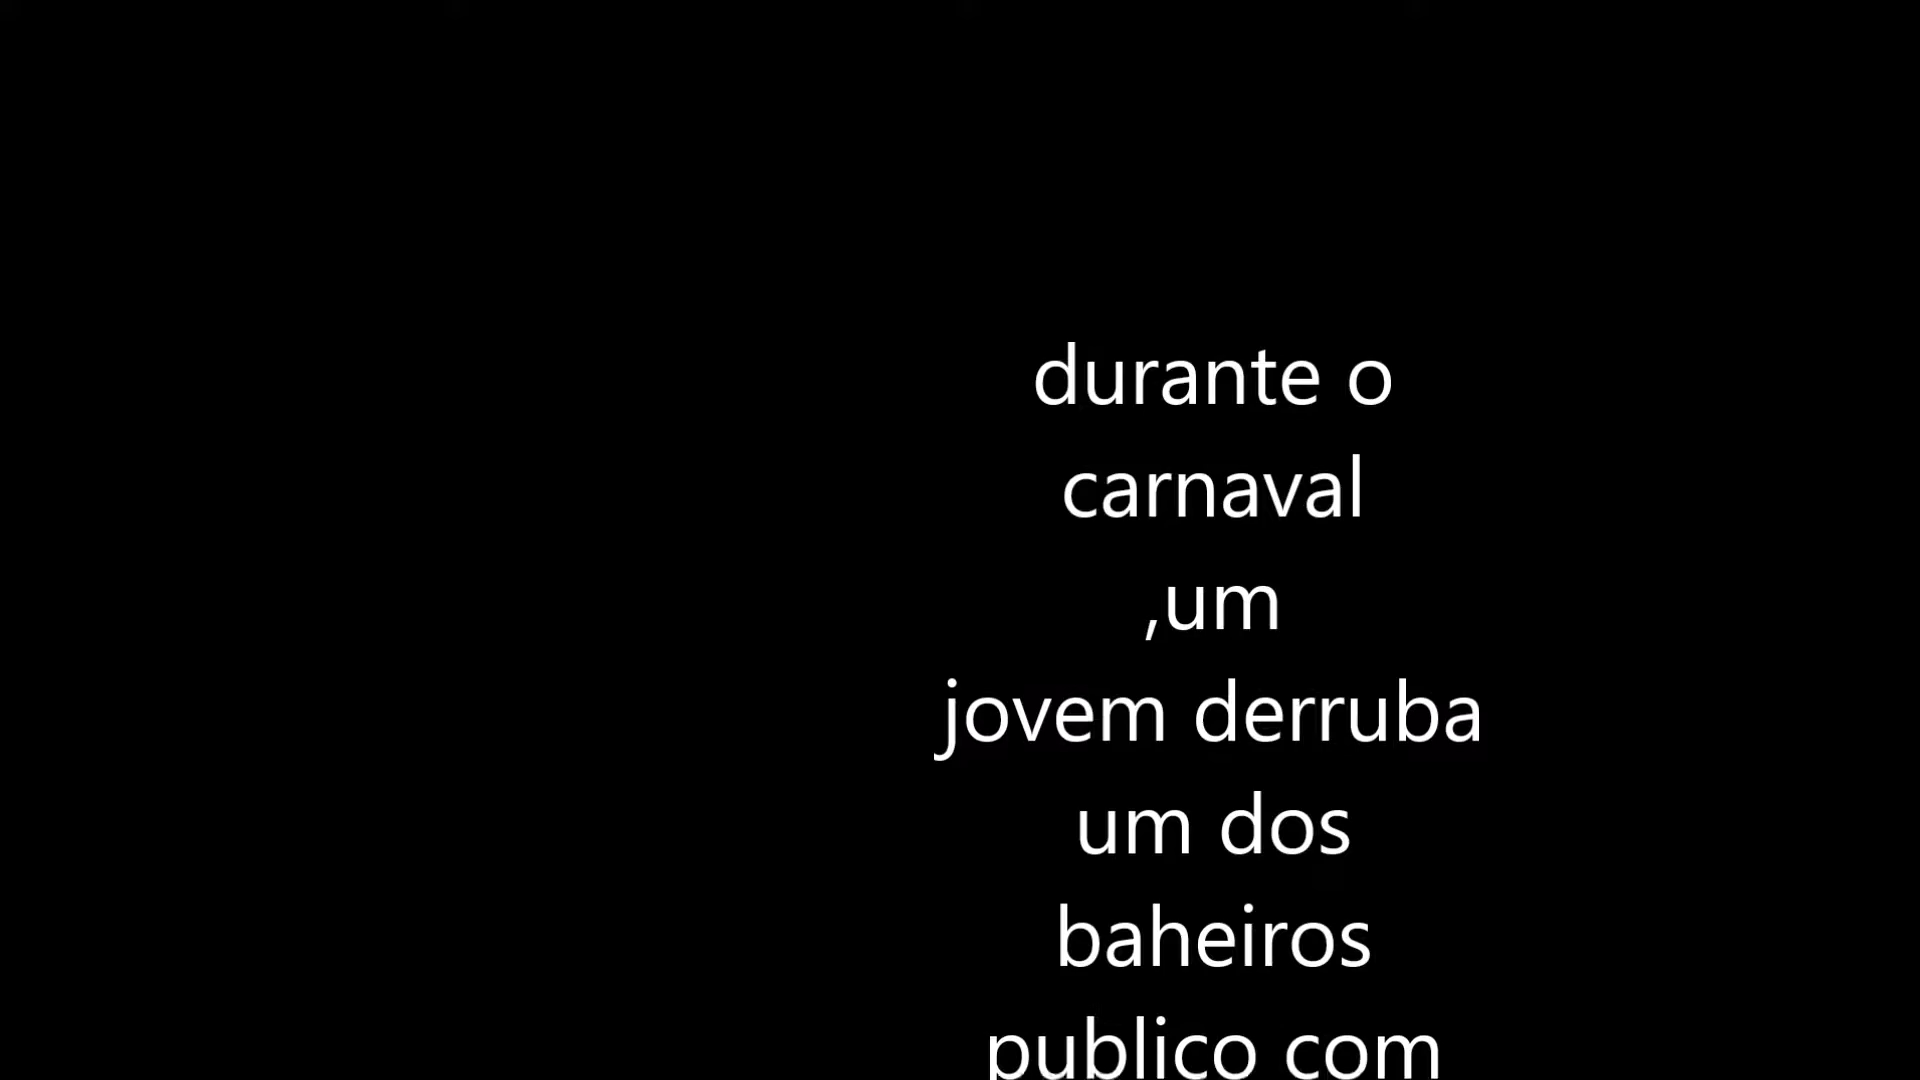 durante o
carnaval
,um
jovem derruba
um dos
baheiros
publico com